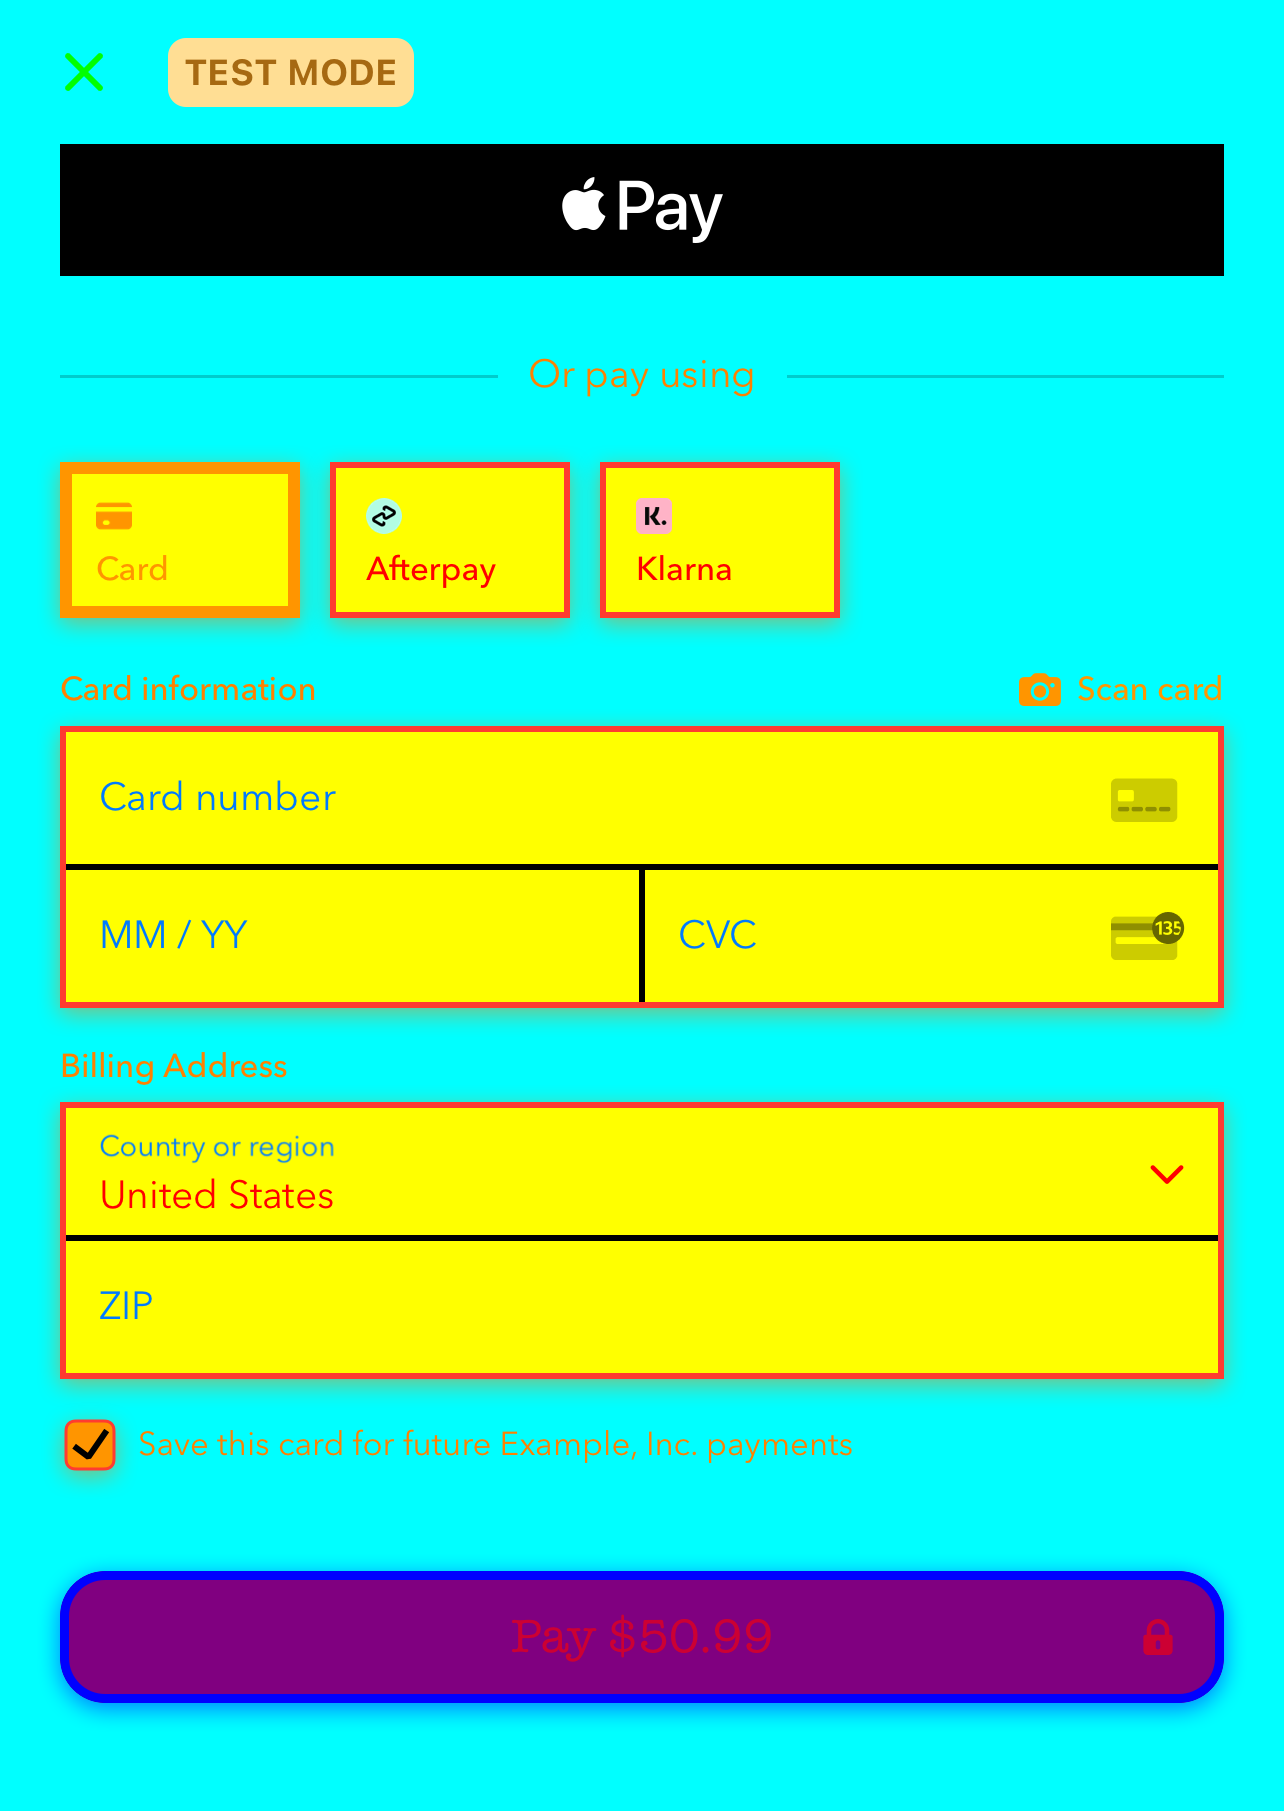 TEST MODE
Pay
Or pay using
K.
Card
Afterpay
Klarna
Card information
Scan card
Card number
MM / YY
CVC
135
Billing Address
Country or region
United States
ZIP
Save this card for future Example, Inc. payments
Pay $50.99